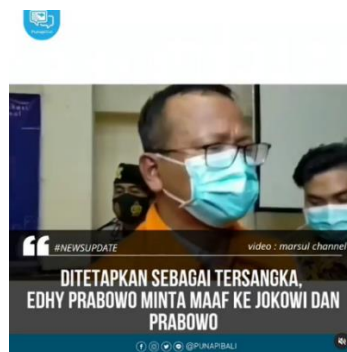 #NEWSUPDATE
video : marsul channel
DITETAPKAN SEBAGAI TERSANGKA,
EDHY PRABOWO MINTA MAAF KE JOKOWI DAN
PRABOWO
@PUNAPIBALI